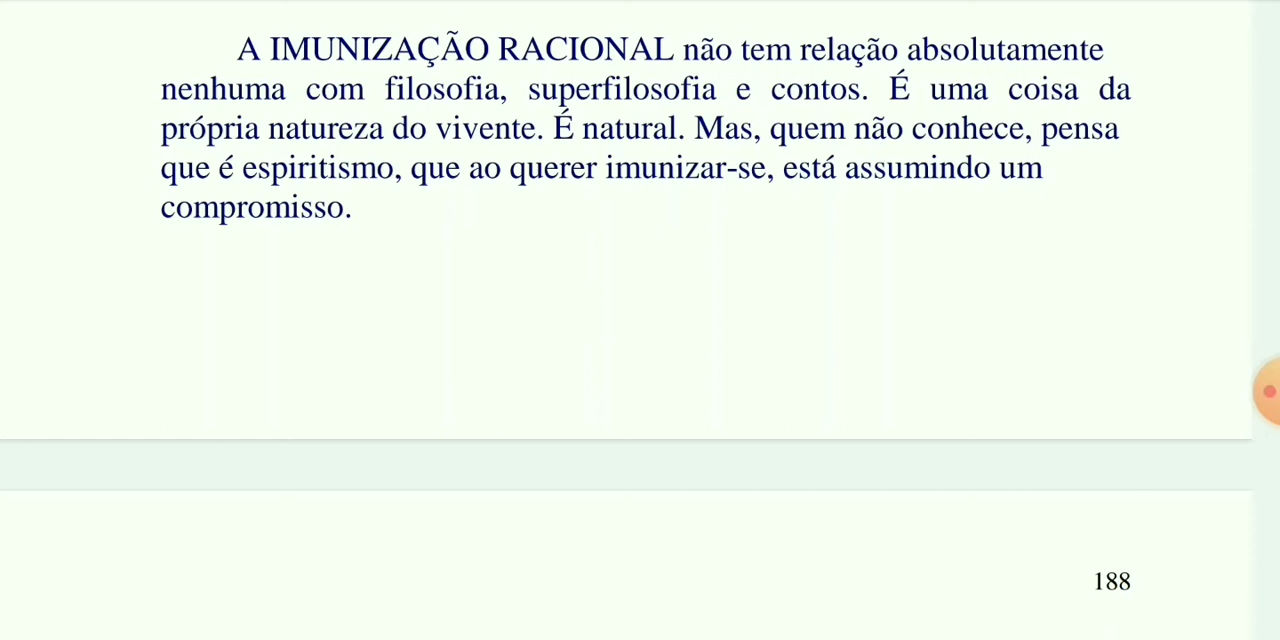 A IMUNIZAÇÃO RACIONAL não tem relação absolutamente
nenhuma com filosofia, superfilosofia e contos. É uma coisa da
própria natureza do vivente. É natural. Mas, quem não conhece, pensa
que é espiritismo, que ao querer imunizar-se, está assumindo um
compromisso.
188